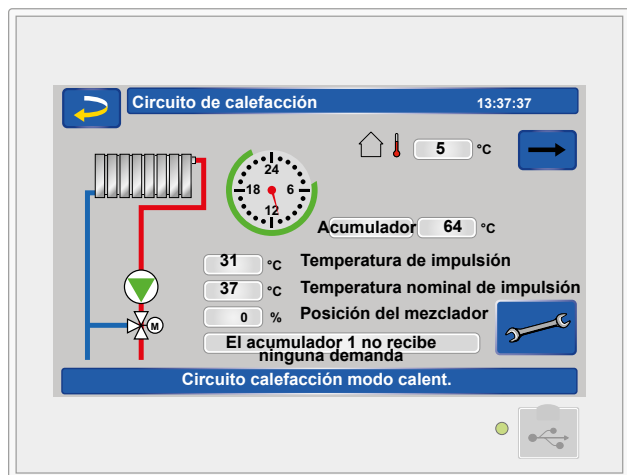 Circuito de calefacción 13:37:37
5 °C
24
18 6
12
Acumulador 64 °C
31 °C Temperatura de impulsión
37 °C Temperatura nominal de impulsión
0 % Posición del mezclador
M
El acumulador 1 no recibe
ninguna demanda
Circuito calefacción modo calent.